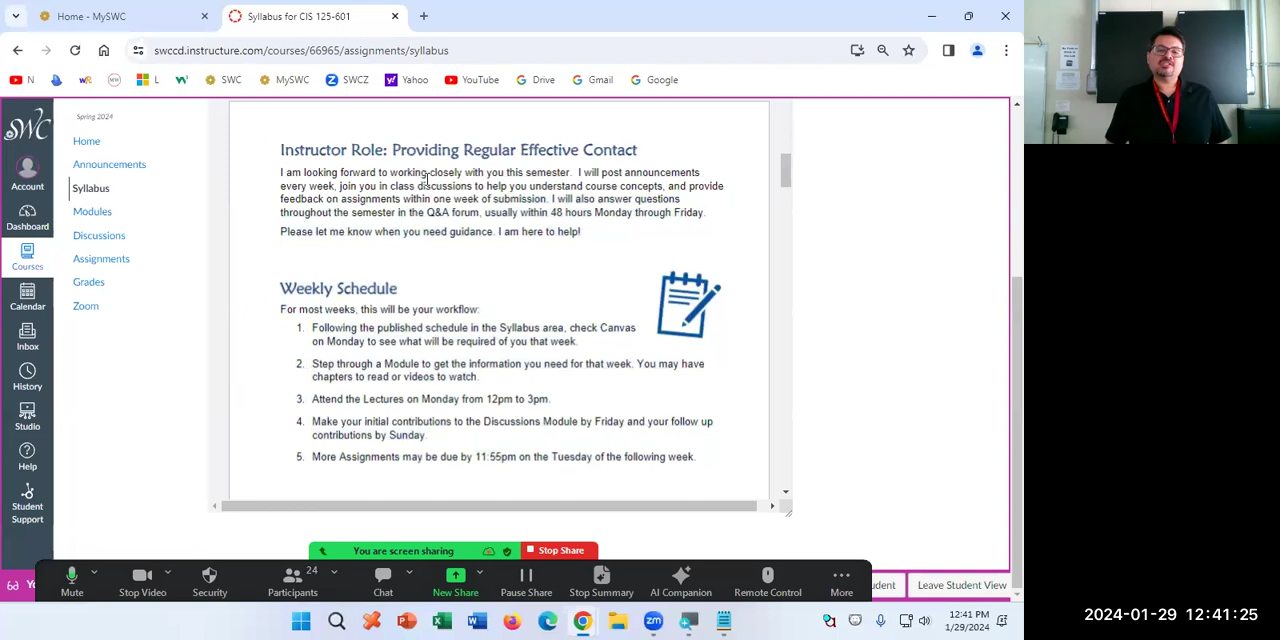 Home - MySWC
Syllabus for CIS 125-601
swccd.instructure.com/courses/66965/assignments/syllabus
N
L
SWC
MySWC
SWCZ
Yahoo
YouTube
Drive
Gmail
Google
SWC
Account
Dashboard
Courses
Calendar
Inbox
History
Studio
Help
Student
Support
Spring 2024
Home
Announcements
Syllabus
Modules
Discussions
Assignments
Grades
Zoom
Instructor Role: Providing Regular Effective Contact
I am looking forward to working closely with you this semester. I will post announcements
every week, join you in class discussions to help you understand course concepts, and provide
feedback on assignments within one week of submission. I will also answer questions
throughout the semester in the Q&A forum, usually within 48 hours Monday through Friday.
Please let me know when you need guidance. I am here to help!
Weekly Schedule
For most weeks, this will be your workflow:
1. Following the published schedule in the Syllabus area, check Canvas
on Monday to see what will be required of you that week.
2. Step through a Module to get the information you need for that week. You may have
chapters to read or videos to watch.
3. Attend the Lectures on Monday from 12pm to 3pm.
4. Make your initial contributions to the Discussions Module by Friday and your follow up
contributions by Sunday.
5. More Assignments may be due by 11:55pm on the Tuesday of the following week.
You are screen sharing
Stop Share
Mute
Stop Video
Security
Participants
24
Chat
New Share
Pause Share
Stop Summary
AI Companion
Remote Control
More
Leave Student View
12:41 PM
1/29/2024
2024-01-29 12:41:25